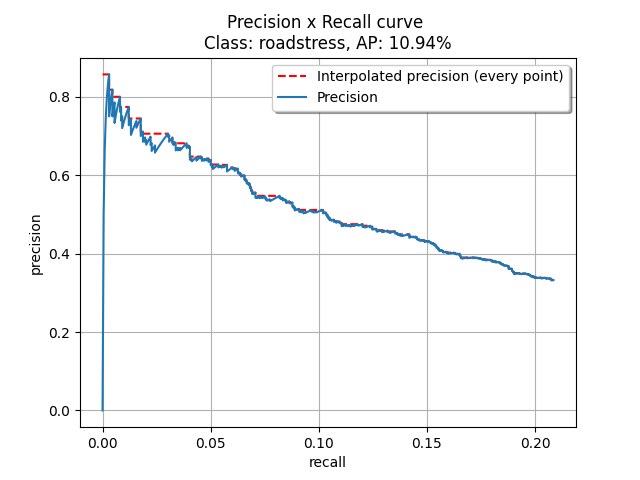 Precision x Recall curve
Class: roadstress, AP: 10.94%
Interpolated precision (every point)
Precision
0.8
0.6
0.4
0.2
0.0
precision
0.00 0.05 0.10 0.15 0.20
recall